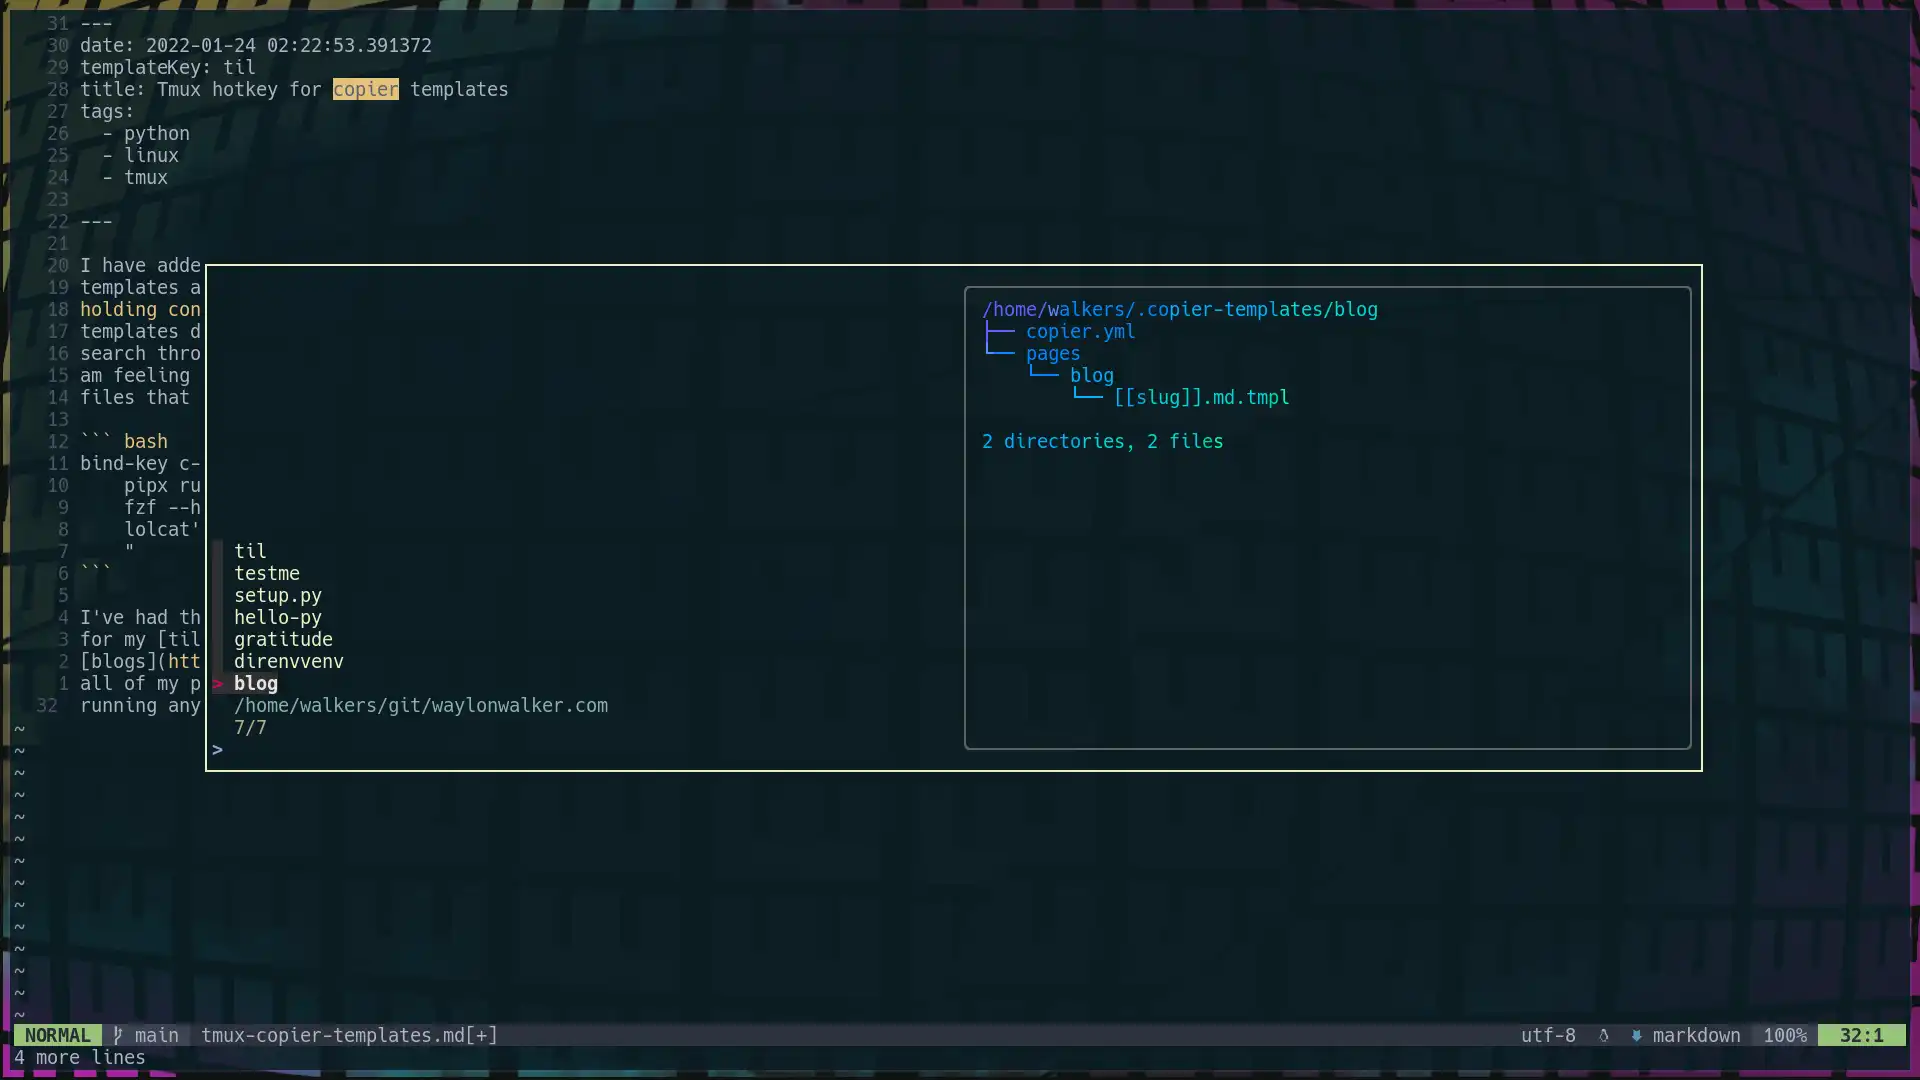 31 ---
30 date: 2022-01-24 02:22:53.391372
29 templateKey: til
28 title: Tmux hotkey for copier templates
27 tags:
26   - python
25   - linux
24   - tmux
23
22 ---
21
20 I have adde
19 templates a
18 holding con
17 templates d
16 search thro
15 am feeling
14 files that
13
12 ``` bash
11 bind-key c-
10     pipx ru
9     fzf --h
8     lolcat'
7     "
6 ```
5
4 I've had th
3 for my [til
2 [blogs](htt
1 all of my p
32 running any
~
~
~
~
~
~
~
~
~
~
~
~
~
~
til
testme
setup.py
hello-py
gratitude
direnvvenv
> blog
/home/walkers/git/waylonwalker.com
7/7
>
/home/walkers/.copier-templates/blog
├── copier.yml
└── pages
    └── blog
        └── [[slug]].md.tmpl
2 directories, 2 files
NORMAL main tmux-copier-templates.md[+] utf-8 markdown 100% 32:1
4 more lines